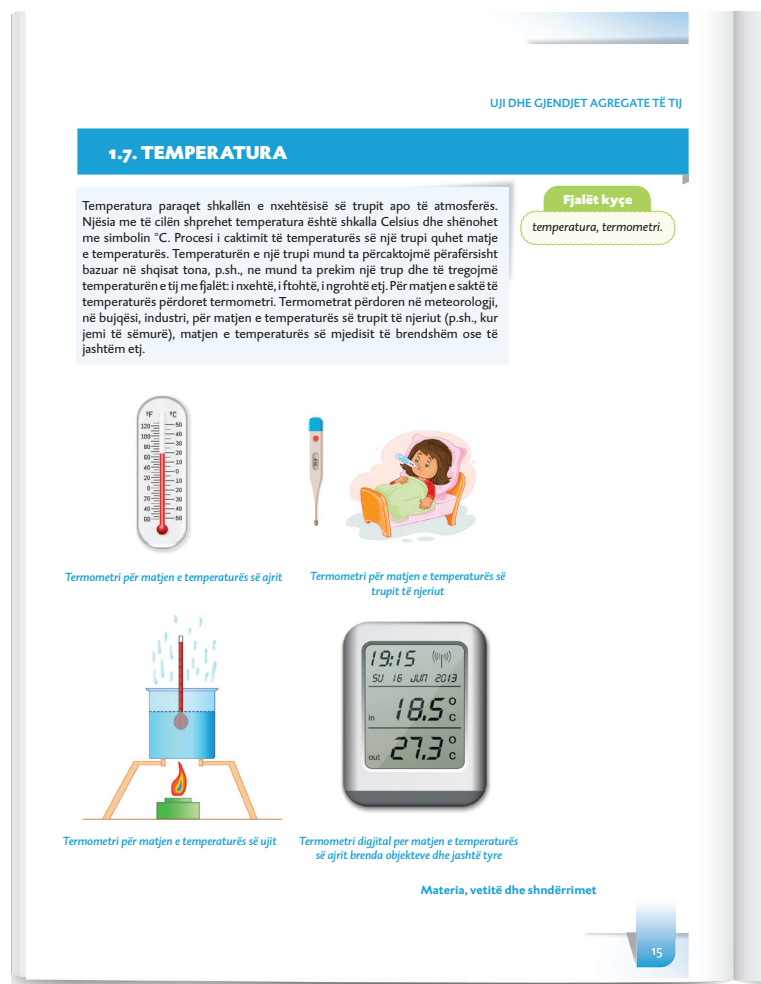 UJI DHE GJENDJET AGREGATE TË TIJ
1.7. TEMPERATURA
Temperatura paraqet shkallën e nxehtësisë së trupit apo të atmosferës.
Njësia me të cilën shprehet temperatura është shkalla Celsius dhe shënohet
me simbolin °C. Procesi i caktimit të temperaturës së një trupi quhet matje
e temperaturës. Temperaturën e një trupi mund ta përcaktojmë përafërsisht
bazuar në shqisat tona, p.sh., ne mund ta prekim një trup dhe të tregojmë
temperaturën e tij me fjalët: i nxehtë, i ftohtë, i ngrohtë etj. Për matjen e saktë të
temperaturës përdoret termometri. Termometrat përdoren në meteorologji,
në bujqësi, industri, për matjen e temperaturës së trupit të njeriut (p.sh., kur
jemi të sëmurë), matjen e temperaturës së mjedisit të brendshëm ose të
jashtëm etj.
Fjalët kyçe
temperatura, termometri.
°F °C
120 50
100 40
80 30
60 20
40 10
20 0
0 10
20 20
20 30
40 40
60 50
Termometri për matjen e temperaturës së ajrit
Termometri për matjen e temperaturës së
trupit të njeriut
19:15
SU 16 JUN 2013
in 18.5 °C
out 27.3 °C
Termometri për matjen e temperaturës së ujit
Termometri digjital per matjen e temperaturës
së ajrit brenda objekteve dhe jashtë tyre
Materia, vetitë dhe shndërrimet
15